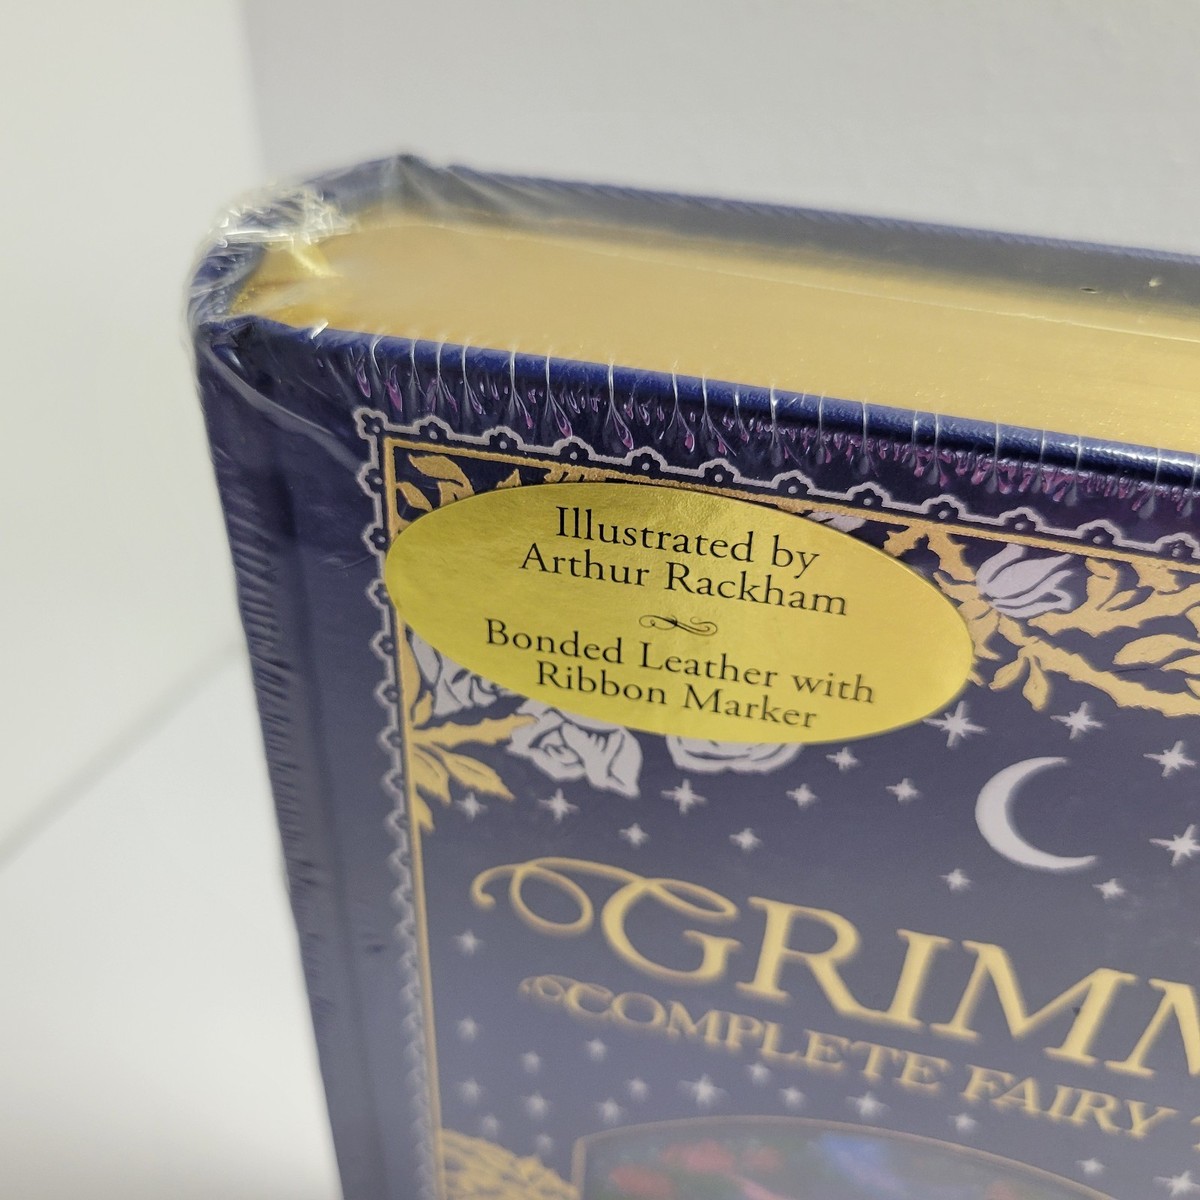 Illustrated by
Arthur Rackham
Bonded Leather with
Ribbon Marker
GRIMM
COMPLETE FAIRY